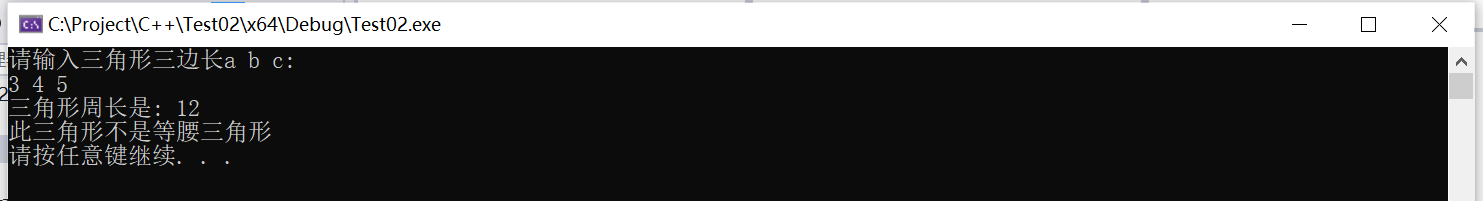 C:\Project\C++\Test02\x64\Debug\Test02.exe
请输入三角形三边长a b c:
3 4 5
三角形周长是: 12
此三角形不是等腰三角形
请按任意键继续. . .